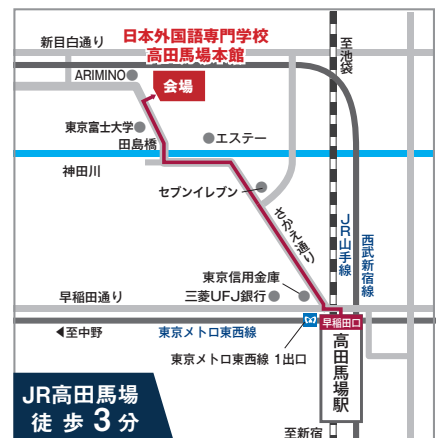 日本外国語専門学校
高田馬場本館
新目白通り
至池袋
ARIMINO
会場
東京富士大学
田島橋
エステー
神田川
セブンイレブン
さかえ通り
JR山手線
西武新宿線
東京信用金庫
三菱UFJ銀行
早稲田通り
早稲田口
◀至中野
東京メトロ東西線
東京メトロ東西線 1出口
高田馬場駅
JR高田馬場
徒歩3分
至新宿